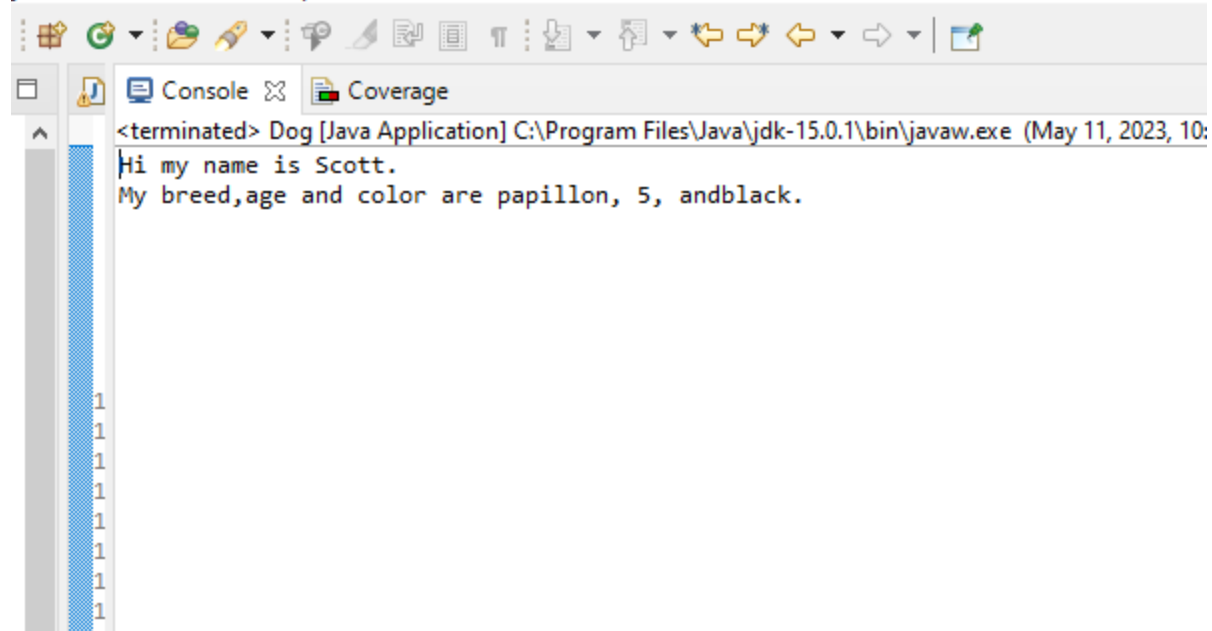 Console Coverage
<terminated> Dog [Java Application] C:\Program Files\Java\jdk-15.0.1\bin\javaw.exe (May 11, 2023, 10:
Hi my name is Scott.
My breed,age and color are papillon, 5, andblack.
1
1
1
1
1
1
1
1